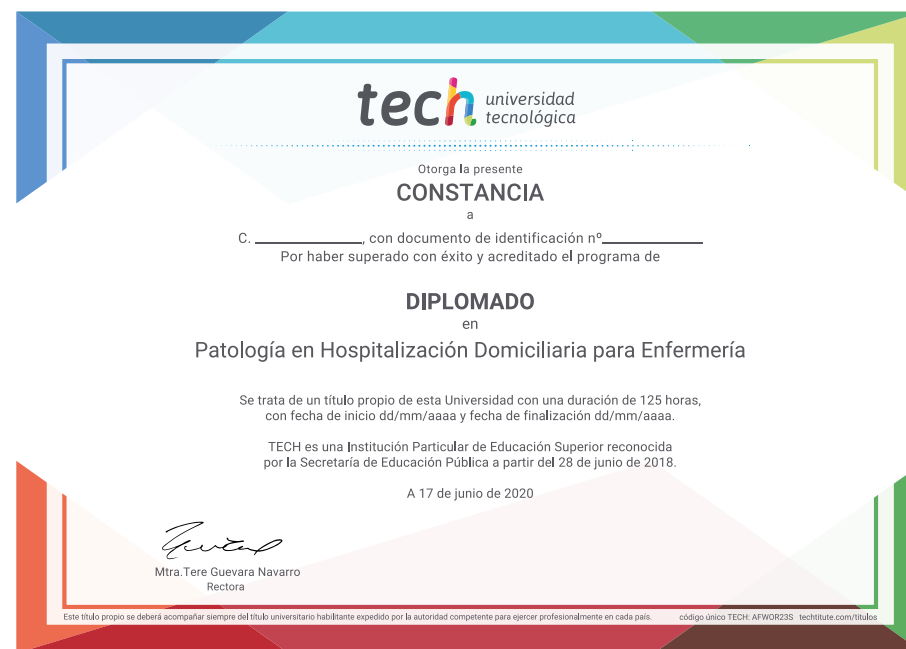 tech universidad
tecnológica
Otorga la presente
CONSTANCIA
a
C. ______________, con documento de identificación nº_____________
Por haber superado con éxito y acreditado el programa de
DIPLOMADO
en
Patología en Hospitalización Domiciliaria para Enfermería
Se trata de un título propio de esta Universidad con una duración de 125 horas,
con fecha de inicio dd/mm/aaaa y fecha de finalización dd/mm/aaaa.
TECH es una Institución Particular de Educación Superior reconocida
por la Secretaría de Educación Pública a partir del 28 de junio de 2018.
A 17 de junio de 2020
Mtra.Tere Guevara Navarro
Rectora
Este título propio se deberá acompañar siempre del título universitario habilitante expedido por la autoridad competente para ejercer profesionalmente en cada país. código único TECH: AFWOR23S techtitute.com/titulos